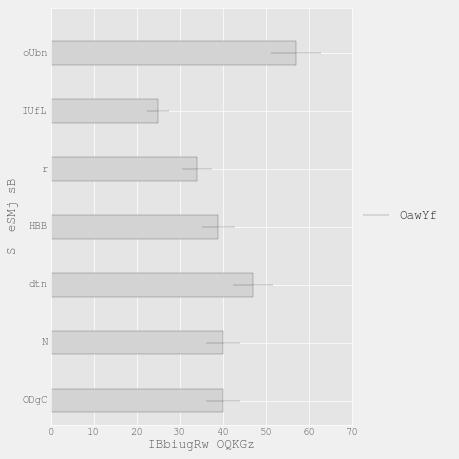 oUbn
IUfL
r
HBB
dtn
N
ODgC
S eSMj sB
0 10 20 30 40 50 60 70
IBbiugRw OQKGz
OawYf